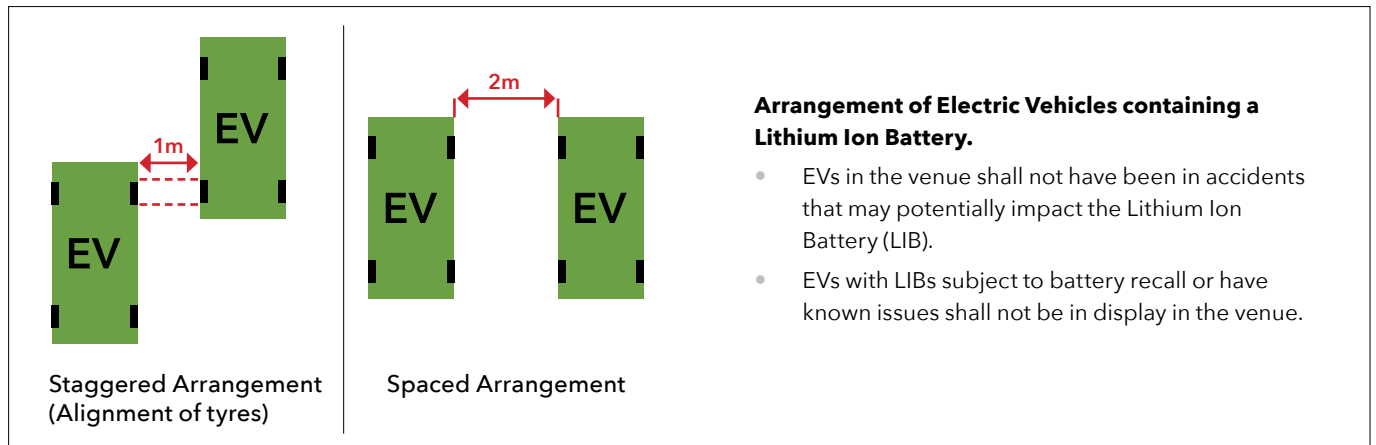 EV
1m
EV
Staggered Arrangement
(Alignment of tyres)
2m
EV
EV
Spaced Arrangement
Arrangement of Electric Vehicles containing a
Lithium Ion Battery.
• EVs in the venue shall not have been in accidents
that may potentially impact the Lithium Ion
Battery (LIB).
• EVs with LIBs subject to battery recall or have
known issues shall not be in display in the venue.